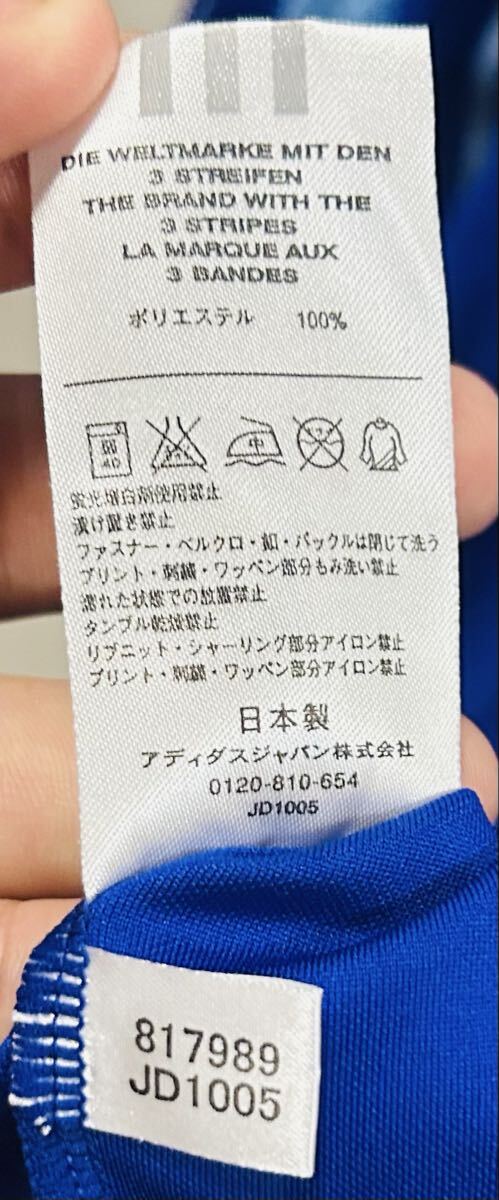 DIE WELTMARKE MIT DEN
3 STREIFEN
THE BRAND WITH THE
3 STRIPES
LA MARQUE AUX
3 BANDES
ポリエステル 100%
弱
40
中
蛍光増白剤使用禁止
漬け置き禁止
ファスナー・ベルクロ・釦・バックルは閉じて洗う
プリント・刺繍・ワッペン部分もみ洗い禁止
濡れた状態での放置禁止
タンブル乾燥禁止
リブニット・シャーリング部分アイロン禁止
プリント・刺繍・ワッペン部分アイロン禁止
日本製
アディダスジャパン株式会社
0120-810-654
JD1005
817989
JD1005